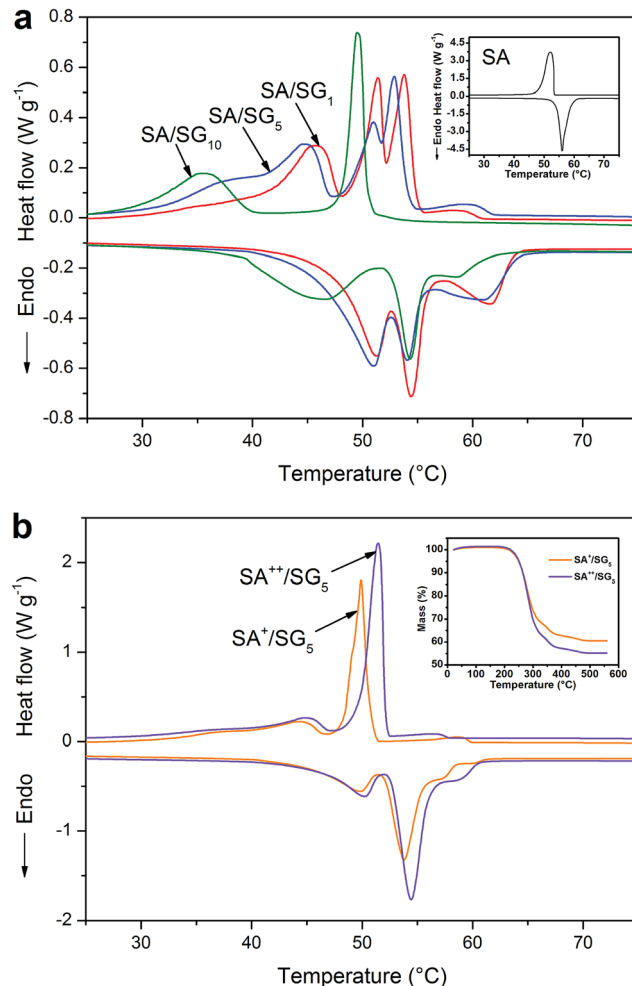 a
0.8
0.6
0.4
0.2
0.0
-0.2
-0.4
-0.6
-0.8
Heat flow (W g-1)
Endo
SA/SG10
SA/SG5
SA/SG1
30
40
50
60
70
Temperature (°C)
SA
4.5
3.0
1.5
0.0
-1.5
-3.0
-4.5
Endo Heat flow (W g-1)
30
40
50
60
70
Temperature (°C)
b
2
1
0
-1
-2
Heat flow (W g-1)
Endo
SA++/SG5
SA+/SG5
30
40
50
60
70
Temperature (°C)
100
90
80
70
60
50
Mass (%)
SA+/SG5
SA++/SG5
0
100
200
300
400
500
600
Temperature (°C)